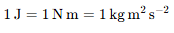 1 J = 1 N m = 1 kg m² s⁻²